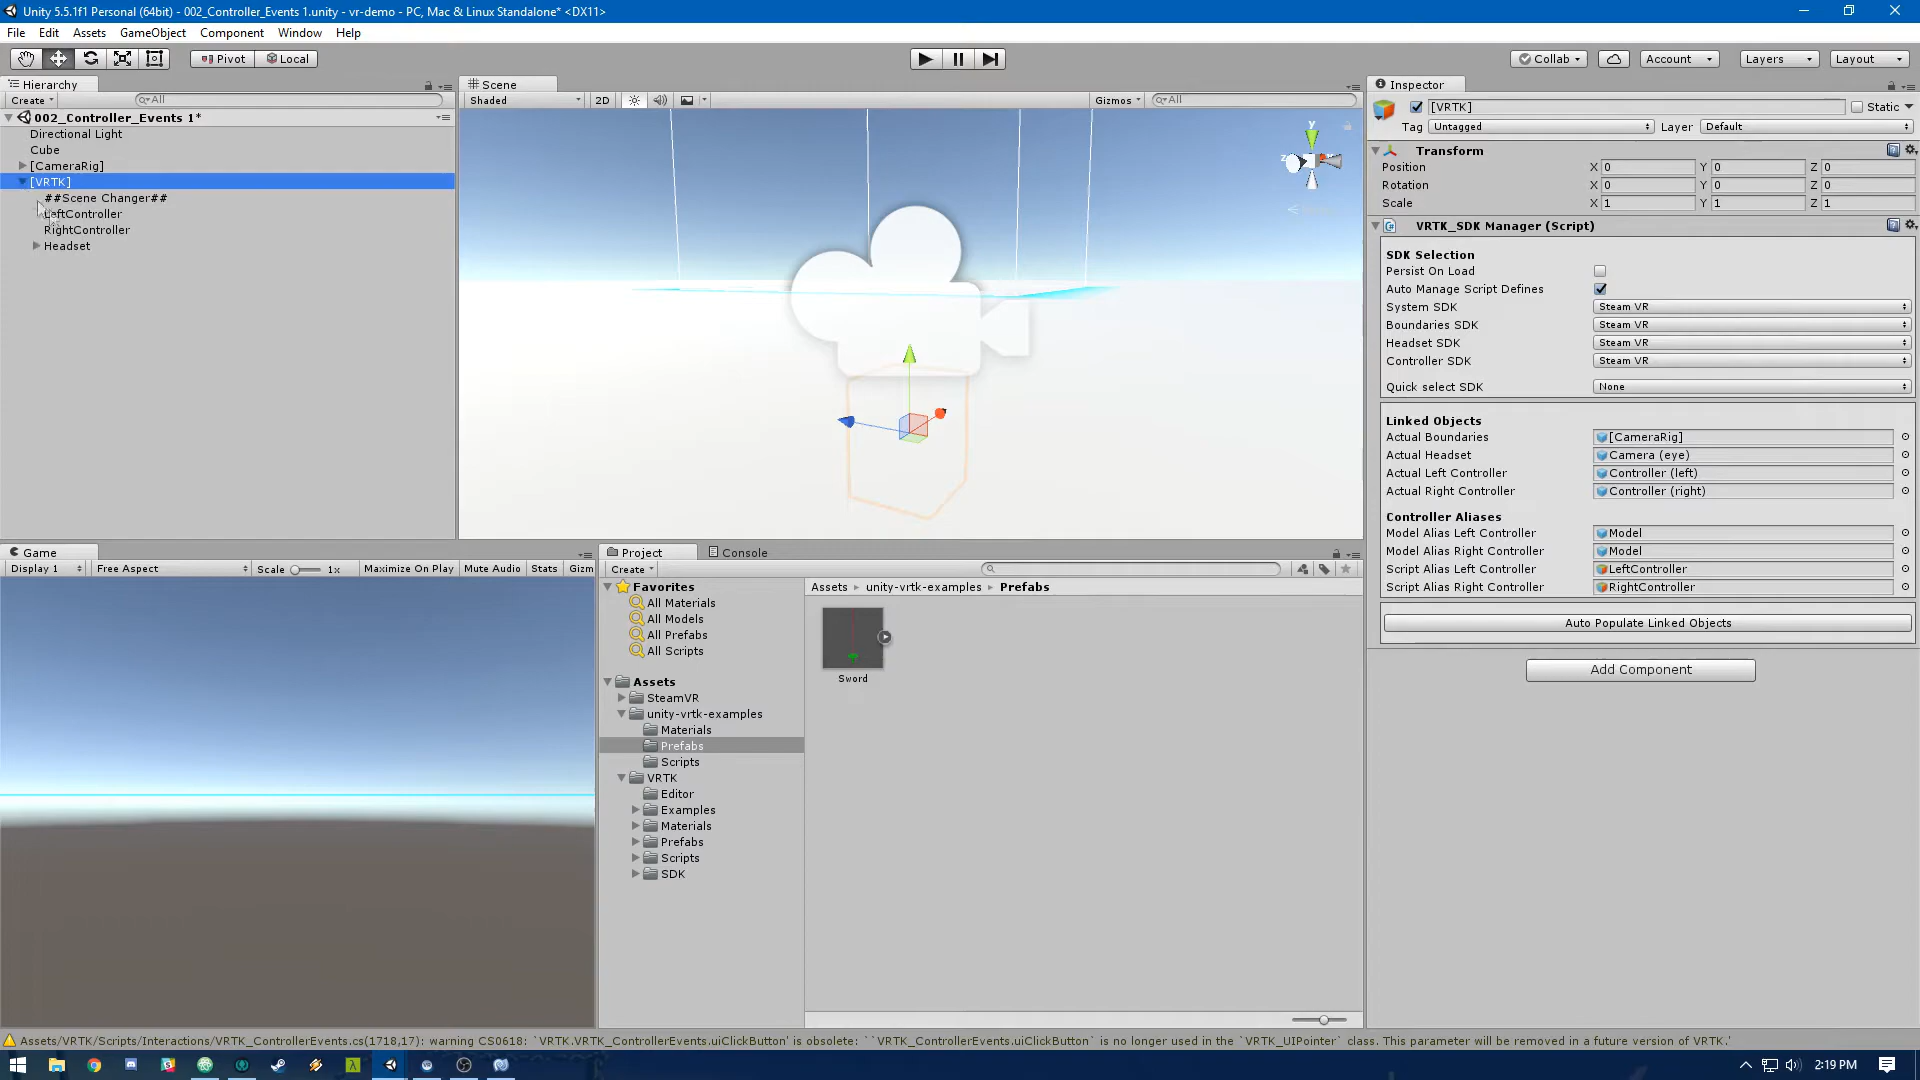 Unity 5.5.1f1 Personal (64bit) - 002_Controller_Events 1.unity - vr-demo - PC, Mac & Linux Standalone* <DX11>
File Edit Assets GameObject Component Window Help
Pivot Local Collab Account Layers Layout
Hierarchy
Create All
002_Controller_Events 1*
Directional Light
Cube
[CameraRig]
[VRTK]
##Scene Changer##
LeftController
RightController
Headset
Scene
Shaded 2D Gizmos All
y
z
Inspector
[VRTK] Static
Tag Untagged Layer Default
Transform
Position X 0 Y 0 Z 0
Rotation X 0 Y 0 Z 0
Scale X 1 Y 1 Z 1
VRTK_SDK Manager (Script)
SDK Selection
Persist On Load
Auto Manage Script Defines
System SDK Steam VR
Boundaries SDK Steam VR
Headset SDK Steam VR
Controller SDK Steam VR
Quick select SDK None
Linked Objects
Actual Boundaries [CameraRig]
Actual Headset Camera (eye)
Actual Left Controller Controller (left)
Actual Right Controller Controller (right)
Controller Aliases
Model Alias Left Controller Model
Model Alias Right Controller Model
Script Alias Left Controller LeftController
Script Alias Right Controller RightController
Auto Populate Linked Objects
Add Component
Game
Display 1 Free Aspect Scale 1x Maximize On Play Mute Audio Stats Gizm
Project Console
Create
Favorites
All Materials
All Models
All Prefabs
All Scripts
Assets
SteamVR
unity-vrtk-examples
Materials
Prefabs
Scripts
VRTK
Editor
Examples
Materials
Prefabs
Scripts
SDK
Assets unity-vrtk-examples Prefabs
Sword
Assets/VRTK/Scripts/Interactions/VRTK_ControllerEvents.cs(1718,17): warning CS0618: `VRTK.VRTK_ControllerEvents.uiClickButton' is obsolete: ``VRTK_ControllerEvents.uiClickButton` is no longer used in the `VRTK_UIPointer` class. This parameter will be removed in a future version of VRTK.'
2:19 PM